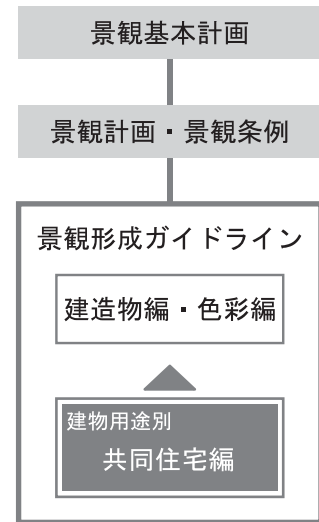 景観基本計画
景観計画・景観条例
景観形成ガイドライン
建造物編・色彩編
建物用途別
共同住宅編